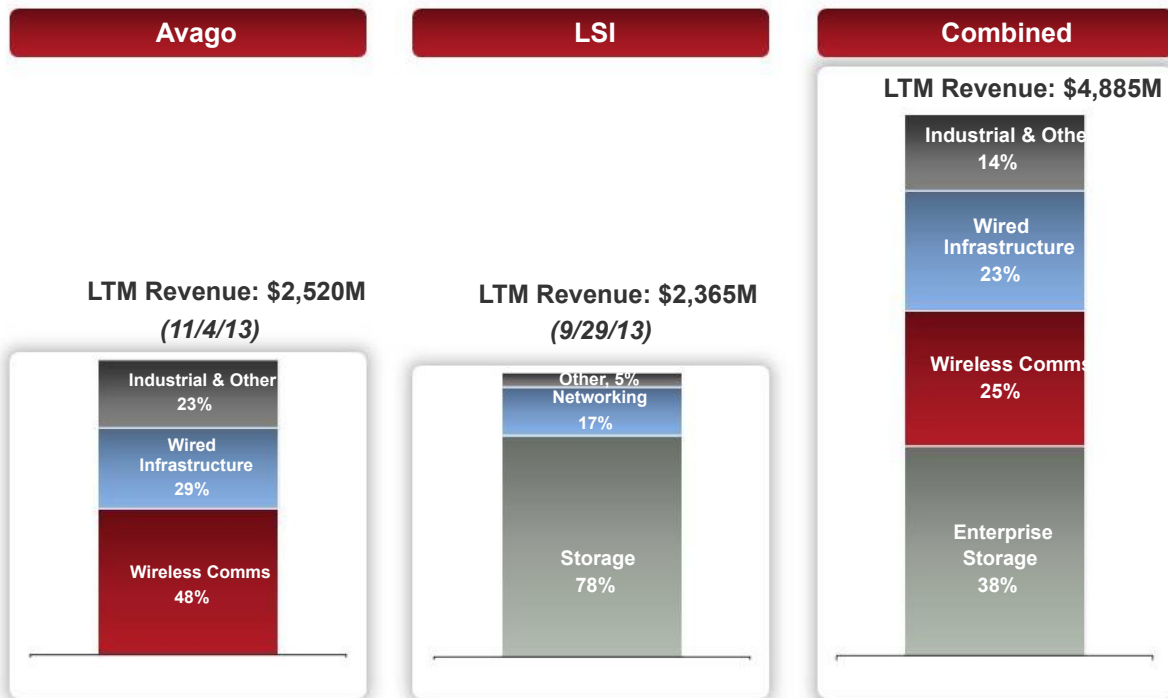 Avago
LTM Revenue: $2,520M
(11/4/13)
Industrial & Other
23%
Wired
Infrastructure
29%
Wireless Comms
48%
LSI
LTM Revenue: $2,365M
(9/29/13)
Other, 5%
Networking
17%
Storage
78%
Combined
LTM Revenue: $4,885M
Industrial & Othe
14%
Wired
Infrastructure
23%
Wireless Comms
25%
Enterprise
Storage
38%